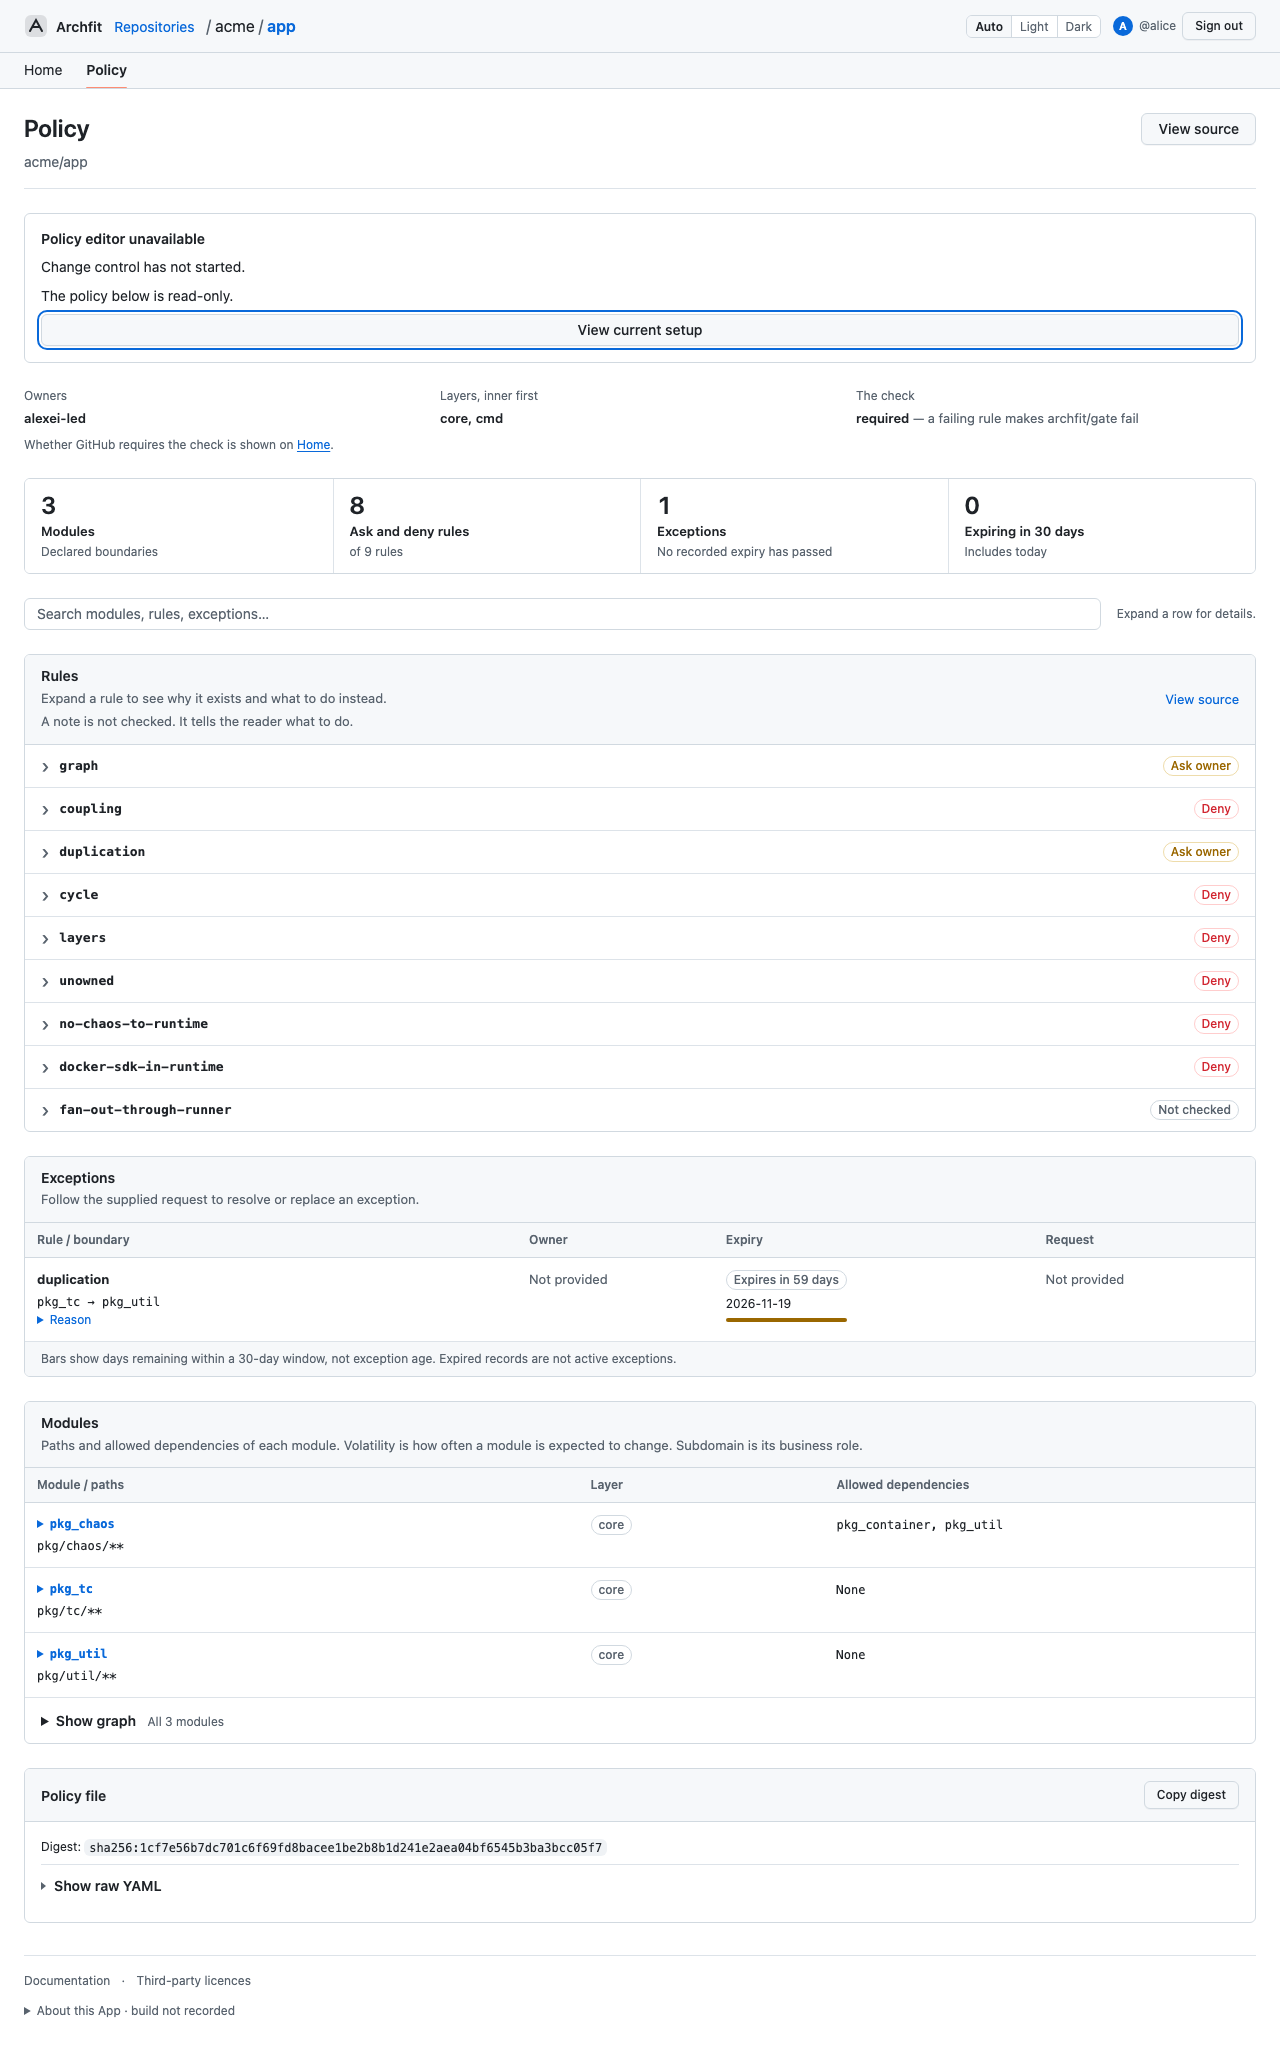 Archfit Repositories / acme / app
Auto Light Dark A @alice Sign out
Home Policy
Policy
View source
acme/app
Policy editor unavailable
Change control has not started.
The policy below is read-only.
View current setup
Owners
alexei-led
Layers, inner first
core, cmd
The check
required — a failing rule makes archfit/gate fail
Whether GitHub requires the check is shown on Home.
3
Modules
Declared boundaries
8
Ask and deny rules
of 9 rules
1
Exceptions
No recorded expiry has passed
0
Expiring in 30 days
Includes today
Search modules, rules, exceptions...
Expand a row for details.
Rules
Expand a rule to see why it exists and what to do instead.
A note is not checked. It tells the reader what to do.
View source
graph Ask owner
coupling Deny
duplication Ask owner
cycle Deny
layers Deny
unowned Deny
no-chaos-to-runtime Deny
docker-sdk-in-runtime Deny
fan-out-through-runner Not checked
Exceptions
Follow the supplied request to resolve or replace an exception.
Rule / boundary Owner Expiry Request
duplication Not provided Expires in 59 days Not provided
pkg_tc → pkg_util 2026-11-19
Reason
Bars show days remaining within a 30-day window, not exception age. Expired records are not active exceptions.
Modules
Paths and allowed dependencies of each module. Volatility is how often a module is expected to change. Subdomain is its business role.
Module / paths Layer Allowed dependencies
pkg_chaos core pkg_container, pkg_util
pkg/chaos/**
pkg_tc core None
pkg/tc/**
pkg_util core None
pkg/util/**
Show graph All 3 modules
Policy file
Copy digest
Digest: sha256:1cf7e56b7dc701c6f69fd8bacee1be2b8b1d241e2aea04bf6545b3ba3bcc05f7
Show raw YAML
Documentation · Third-party licences
About this App · build not recorded